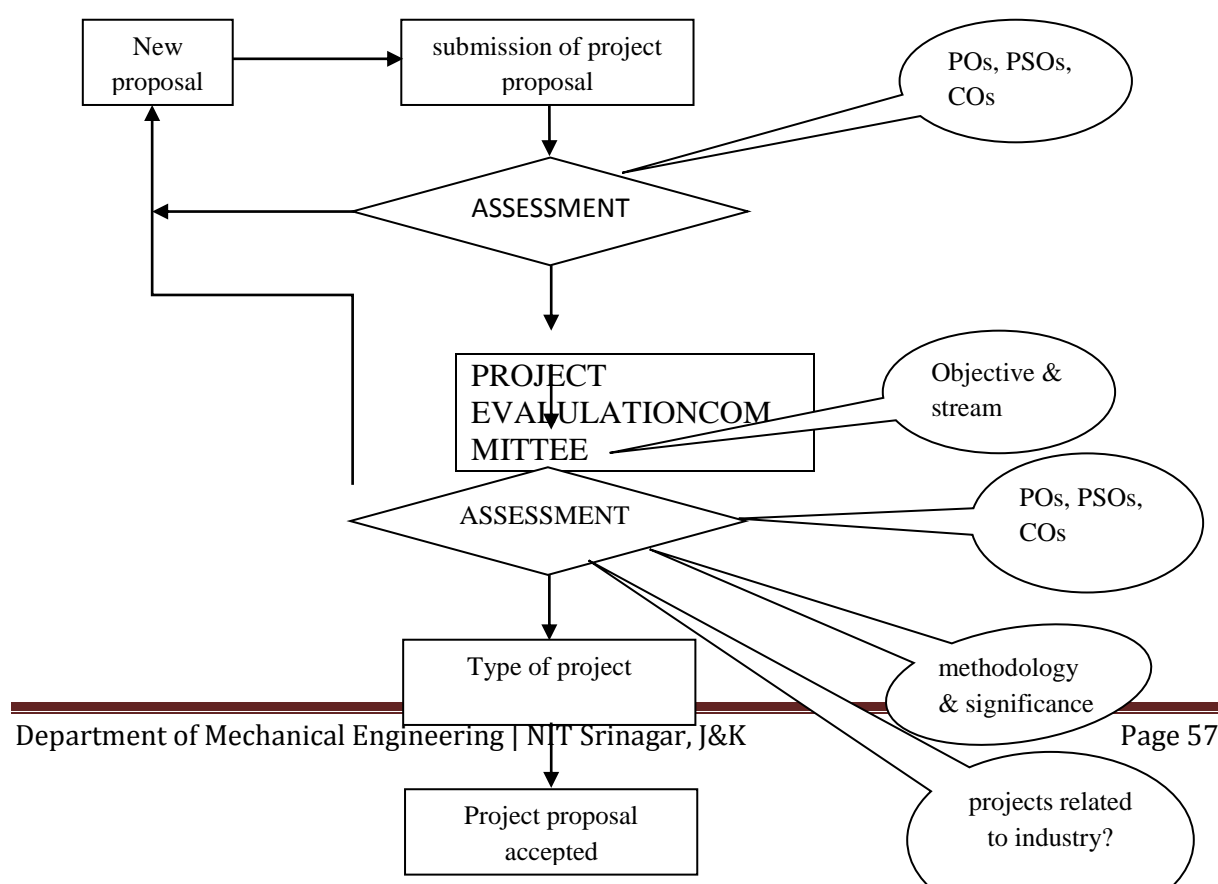 New
proposal
submission of project
proposal
POs, PSOs,
COs
ASSESSMENT
PROJECT
EVALULATIONCOM
MITTEE
Objective &
stream
ASSESSMENT
POs, PSOs,
COs
Type of project
methodology
& significance
Department of Mechanical Engineering | NIT Srinagar, J&K
Page 57
Project proposal
accepted
projects related
to industry?